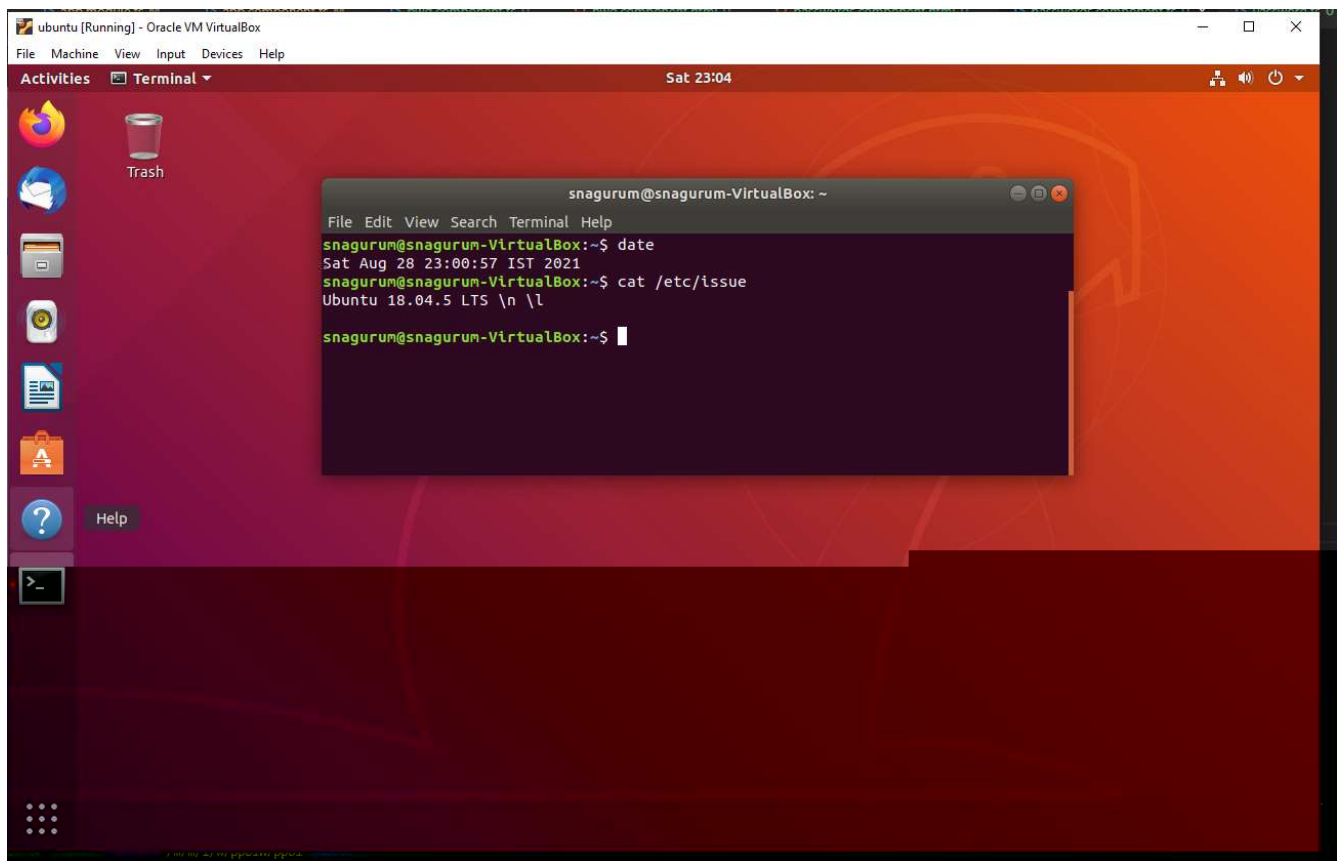 ubuntu [Running] - Oracle VM VirtualBox
File Machine View Input Devices Help
Activities Terminal Sat 23:04
Trash
snagurum@snagurum-VirtualBox: ~
File Edit View Search Terminal Help
snagurum@snagurum-VirtualBox:~$ date
Sat Aug 28 23:00:57 IST 2021
snagurum@snagurum-VirtualBox:~$ cat /etc/issue
Ubuntu 18.04.5 LTS \n \l
snagurum@snagurum-VirtualBox:~$
Help